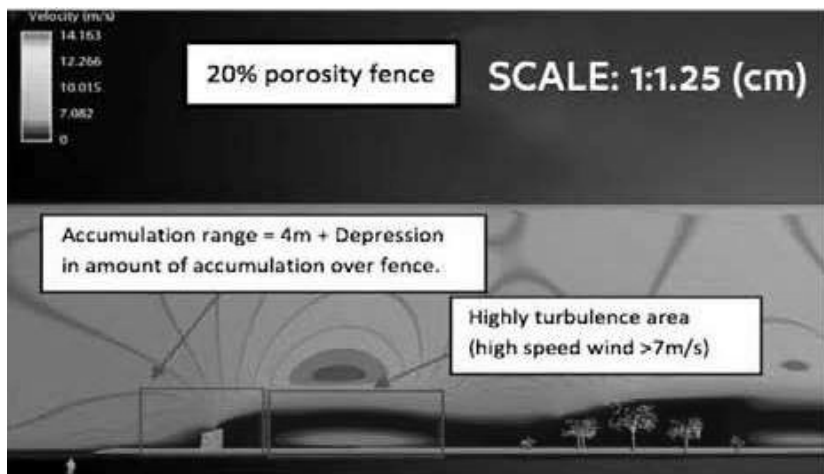 Velocity (m/s)
14.163
12.266
10.015
7.082
0
20% porosity fence
SCALE: 1:1.25 (cm)
Accumulation range = 4m + Depression
in amount of accumulation over fence.
Highly turbulence area
(high speed wind >7m/s)